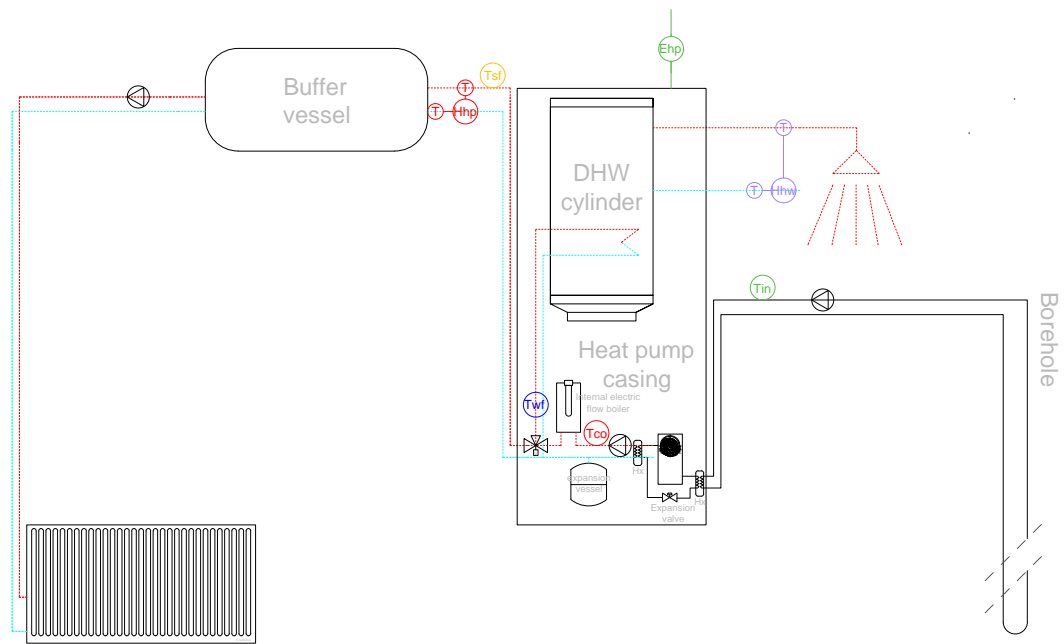 Ehp
Tsf
Buffer
vessel
T
T
Hhp
T
DHW
cylinder
T
Hhw
Tin
Borehole
Heat pump
casing
Internal electric
flow boiler
Twf
Tco
Hx
expansion
vessel
Hx
Expansion
valve